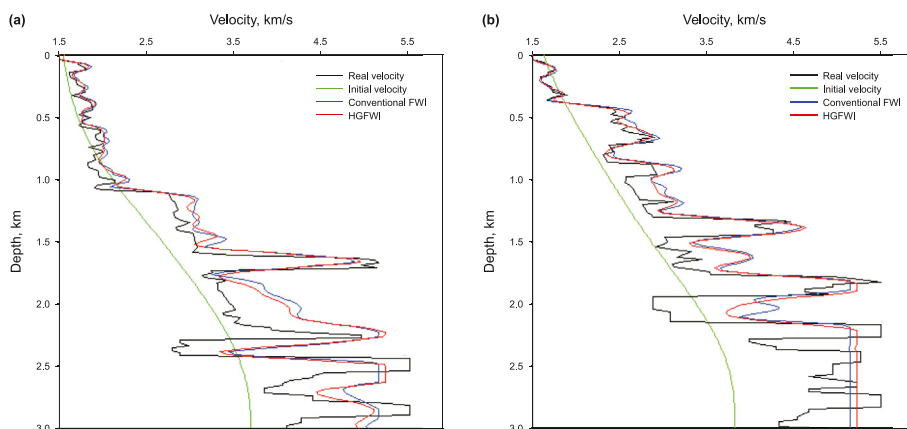 (a)
Velocity, km/s
1.5 2.5 3.5 4.5 5.5
0
0.5
1.0
1.5
2.0
2.5
3.0
Depth, km
Real velocity
Initial velocity
Conventional FWI
HGFWI
(b)
Velocity, km/s
1.5 2.5 3.5 4.5 5.5
0
0.5
1.0
1.5
2.0
2.5
3.0
Depth, km
Real velocity
Initial velocity
Conventional FWI
HGFWI